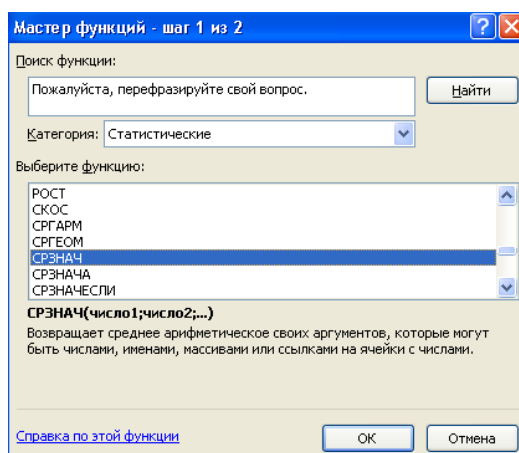 Мастер функций - шаг 1 из 2
Поиск функции:
Пожалуйста, перефразируйте свой вопрос.
Найти
Категория: Статистические
Выберите функцию:
РОСТ
СКОС
СРГАРМ
СРГЕОМ
СРЗНАЧ
СРЗНАЧА
СРЗНАЧЕСЛИ
СРЗНАЧ(число1;число2;...)
Возвращает среднее арифметическое своих аргументов, которые могут
быть числами, именами, массивами или ссылками на ячейки с числами.
Справка по этой функции
ОК
Отмена